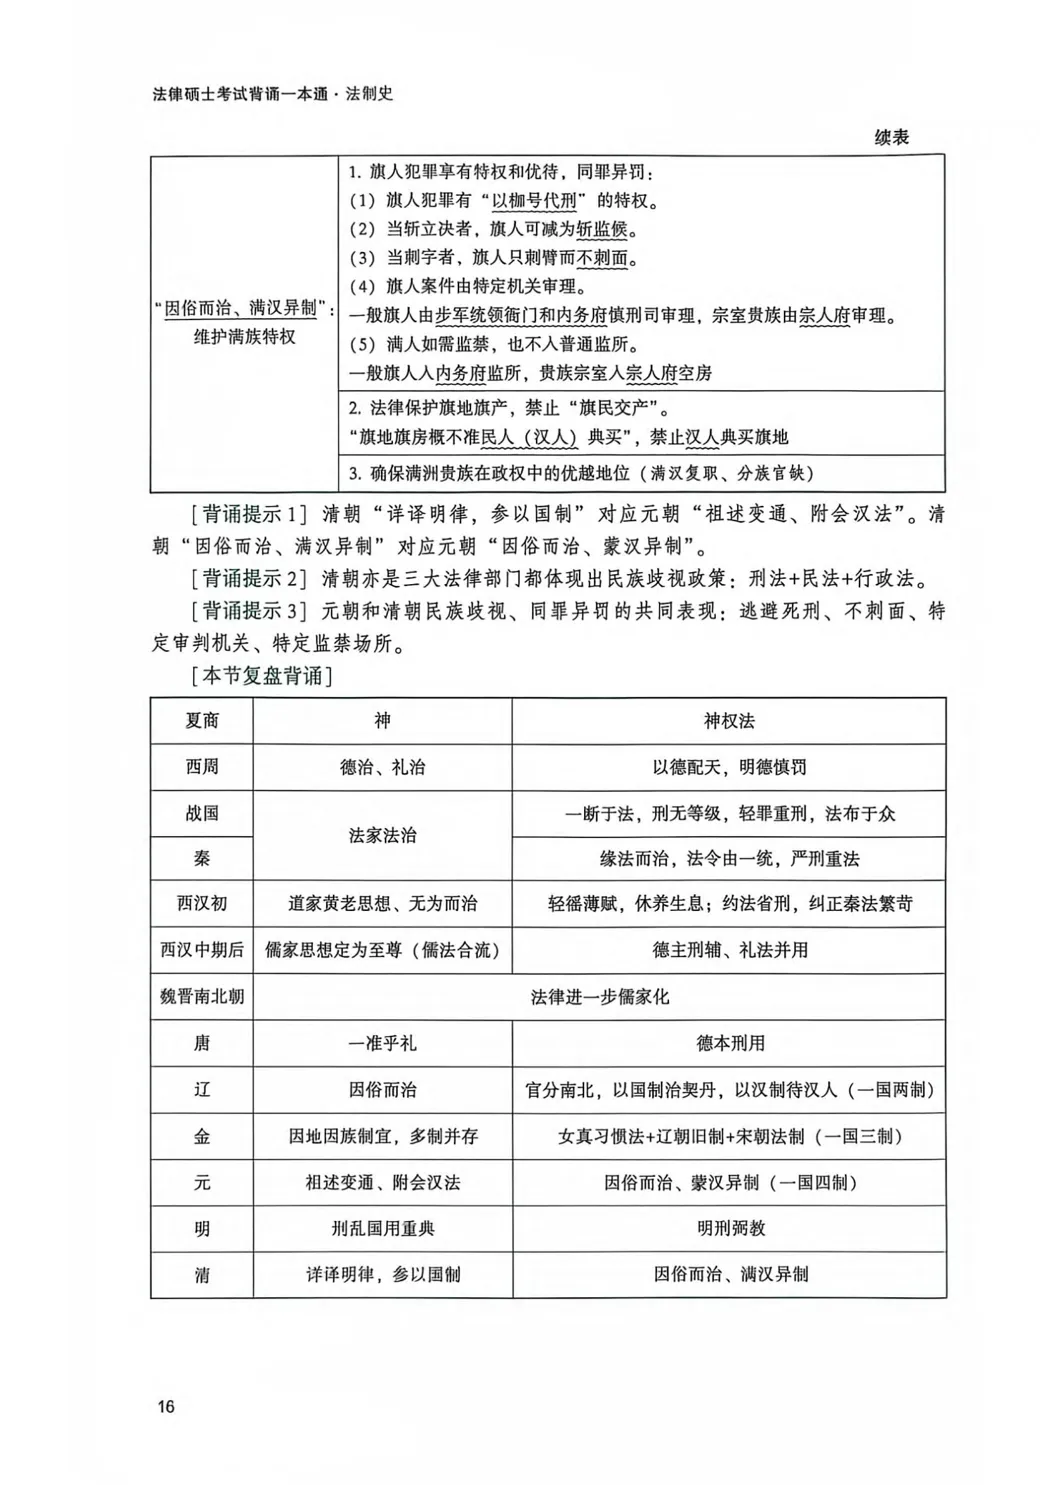 法律硕士考试背诵一本通·法制史
续表
“因俗而治、满汉异制”：
维护满族特权
1. 旗人犯罪享有特权和优待，同罪异罚：
（1）旗人犯罪有“以枷号代刑”的特权。
（2）当斩立决者，旗人可减为斩监候。
（3）当刺字者，旗人只刺臂而不刺面。
（4）旗人案件由特定机关审理。
一般旗人由步军统领衙门和内务府慎刑司审理，宗室贵族由宗人府审理。
（5）满人如需监禁，也不入普通监所。
一般旗人入内务府监所，贵族宗室入宗人府空房
2. 法律保护旗地旗产，禁止“旗民交产”。
“旗地旗房概不准民人（汉人）典买”，禁止汉人典买旗地
3. 确保满洲贵族在政权中的优越地位（满汉复职、分族官缺）
［背诵提示1］清朝“详译明律，参以国制”对应元朝“祖述变通、附会汉法”。清
朝“因俗而治、满汉异制”对应元朝“因俗而治、蒙汉异制”。
［背诵提示2］清朝亦是三大法律部门都体现出民族歧视政策：刑法+民法+行政法。
［背诵提示3］元朝和清朝民族歧视、同罪异罚的共同表现：逃避死刑、不刺面、特
定审判机关、特定监禁场所。
［本节复盘背诵］
夏商 神 神权法
西周 德治、礼治 以德配天，明德慎罚
战国 法家法治 一断于法，刑无等级，轻罪重刑，法布于众
秦 缘法而治，法令由一统，严刑重法
西汉初 道家黄老思想、无为而治 轻徭薄赋，休养生息；约法省刑，纠正秦法繁苛
西汉中期后 儒家思想定为至尊（儒法合流） 德主刑辅、礼法并用
魏晋南北朝 法律进一步儒家化
唐 一准乎礼 德本刑用
辽 因俗而治 官分南北，以国制治契丹，以汉制待汉人（一国两制）
金 因地因族制宜，多制并存 女真习惯法+辽朝旧制+宋朝法制（一国三制）
元 祖述变通、附会汉法 因俗而治、蒙汉异制（一国四制）
明 刑乱国用重典 明刑弼教
清 详译明律，参以国制 因俗而治、满汉异制
16